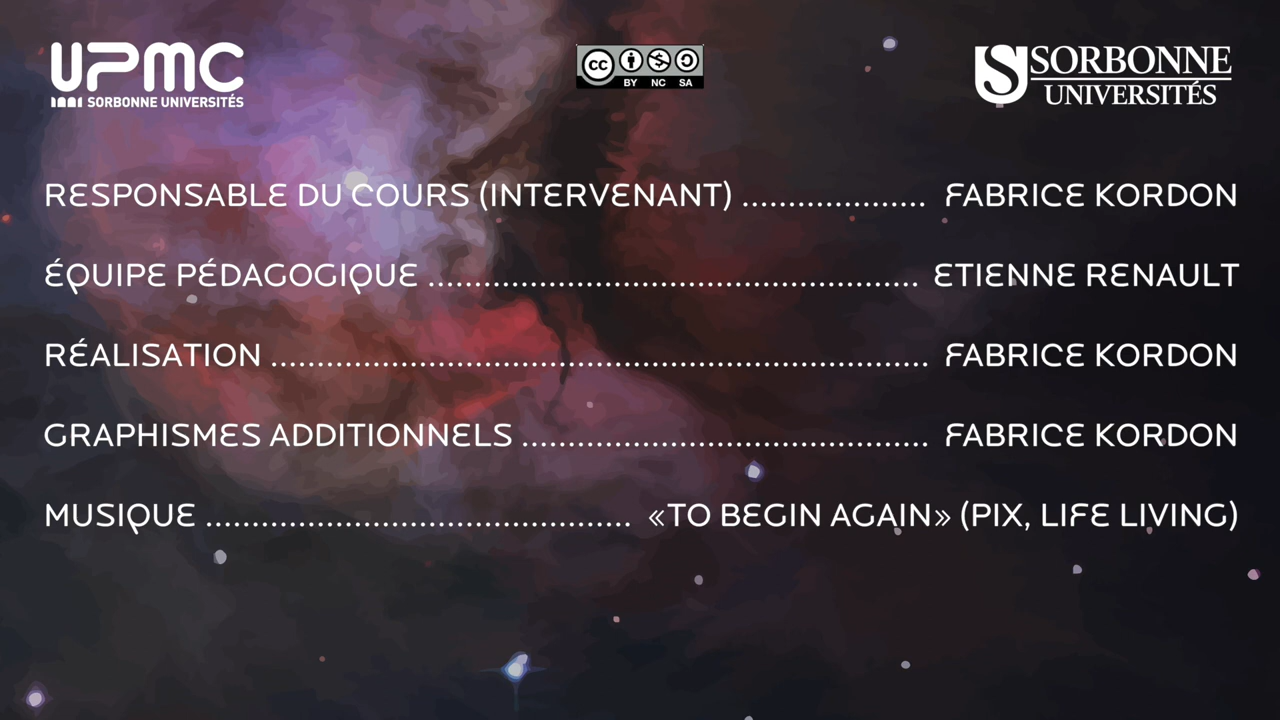 UPMC
SORBONNE UNIVERSITÉS
CC BY NC SA
SORBONNE
UNIVERSITÉS
RESPONSABLE DU COURS (INTERVENANT) .................... FABRICE KORDON
ÉQUIPE PÉDAGOGIQUE .................................................... ETIENNE RENAULT
RÉALISATION ...................................................................... FABRICE KORDON
GRAPHISMES ADDITIONNELS ........................................... FABRICE KORDON
MUSIQUE ............................................. «TO BEGIN AGAIN» (PIX, LIFE LIVING)